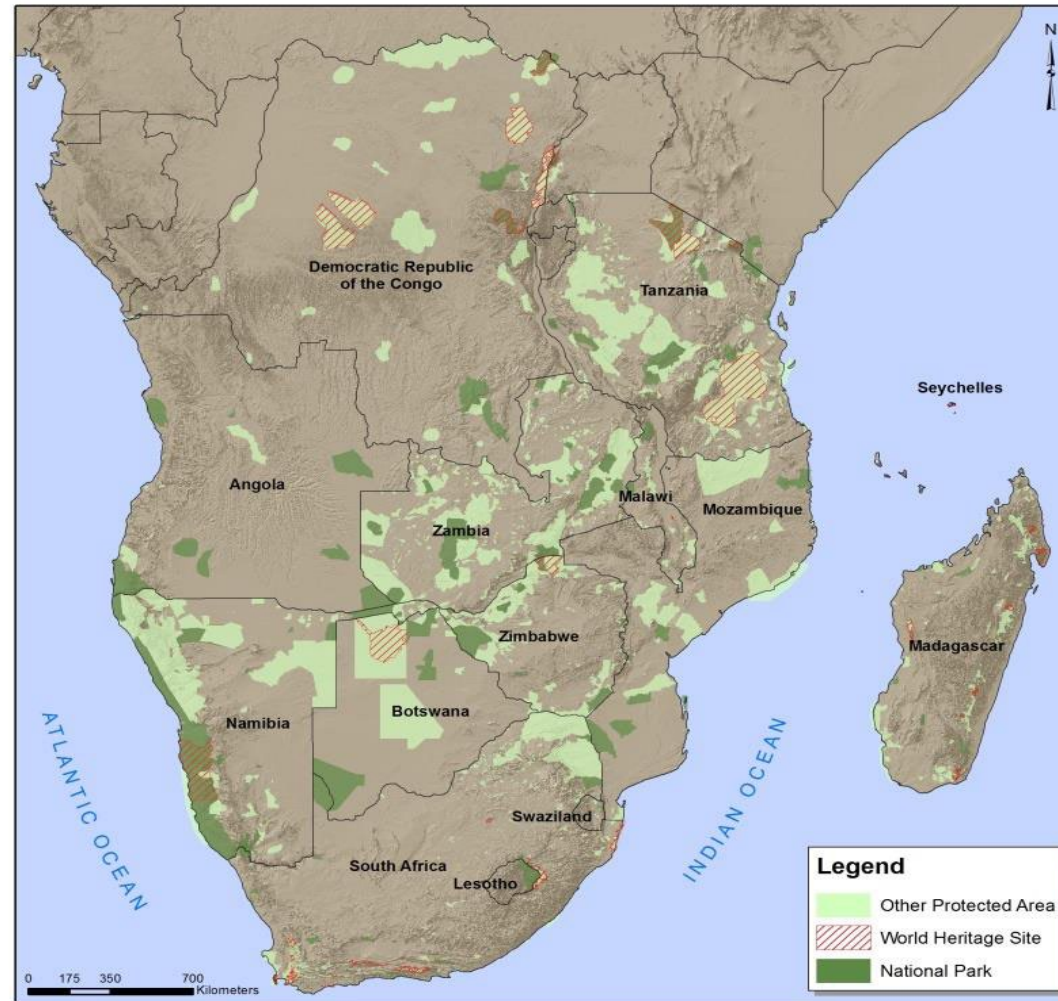 N
Democratic Republic
of the Congo
Tanzania
Seychelles
Angola
Malawi
Mozambique
Zambia
Zimbabwe
Madagascar
Namibia
Botswana
ATLANTIC OCEAN
INDIAN OCEAN
Swaziland
South Africa
Lesotho
Legend
Other Protected Area
World Heritage Site
National Park
0 175 350 700
Kilometers